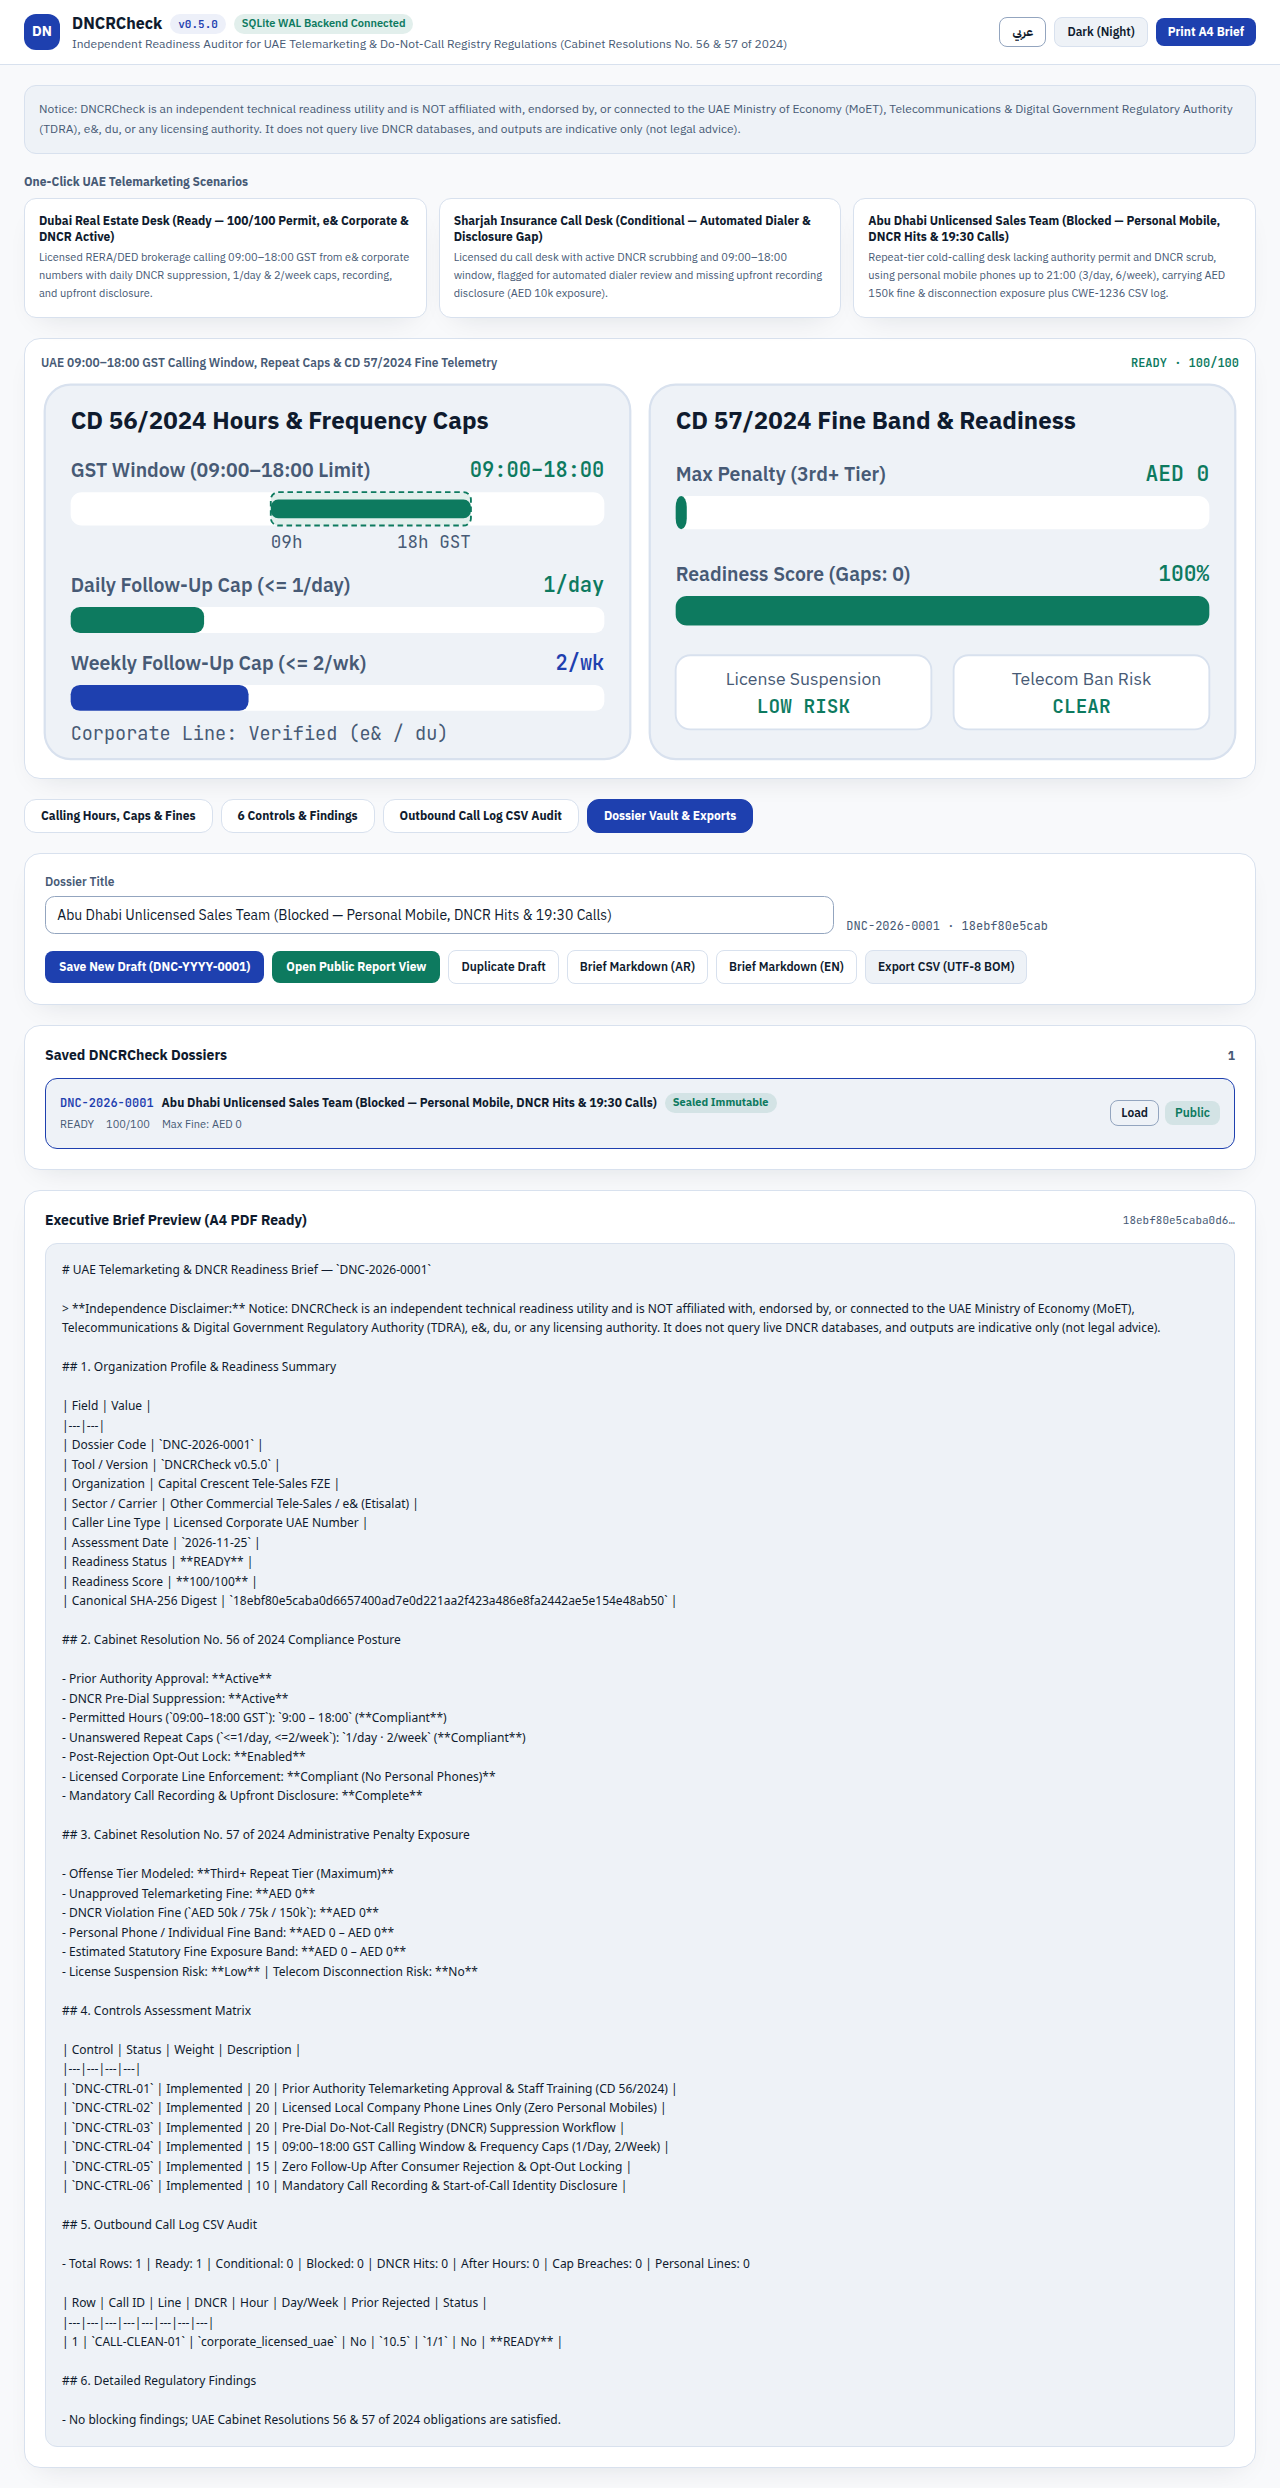 DN
DNCRCheck v0.5.0 SQLite WAL Backend Connected
Independent Readiness Auditor for UAE Telemarketing & Do-Not-Call Registry Regulations (Cabinet Resolutions No. 56 & 57 of 2024)
عربي
Dark (Night)
Print A4 Brief
Notice: DNCRCheck is an independent technical readiness utility and is NOT affiliated with, endorsed by, or connected to the UAE Ministry of Economy (MoET), Telecommunications & Digital Government Regulatory Authority
(TDRA), e&, du, or any licensing authority. It does not query live DNCR databases, and outputs are indicative only (not legal advice).
One-Click UAE Telemarketing Scenarios
Dubai Real Estate Desk (Ready — 100/100 Permit, e& Corporate &
DNCR Active)
Licensed RERA/DED brokerage calling 09:00–18:00 GST from e& corporate
numbers with daily DNCR suppression, 1/day & 2/week caps, recording,
and upfront disclosure.
Sharjah Insurance Call Desk (Conditional — Automated Dialer &
Disclosure Gap)
Licensed du call desk with active DNCR scrubbing and 09:00–18:00
window, flagged for automated dialer review and missing upfront recording
disclosure (AED 10k exposure).
Abu Dhabi Unlicensed Sales Team (Blocked — Personal Mobile,
DNCR Hits & 19:30 Calls)
Repeat-tier cold-calling desk lacking authority permit and DNCR scrub,
using personal mobile phones up to 21:00 (3/day, 6/week), carrying AED
150k fine & disconnection exposure plus CWE-1236 CSV log.
UAE 09:00–18:00 GST Calling Window, Repeat Caps & CD 57/2024 Fine Telemetry
READY · 100/100
CD 56/2024 Hours & Frequency Caps
GST Window (09:00–18:00 Limit) 09:00–18:00
09h 18h GST
Daily Follow-Up Cap (<= 1/day) 1/day
Weekly Follow-Up Cap (<= 2/wk) 2/wk
Corporate Line: Verified (e& / du)
CD 57/2024 Fine Band & Readiness
Max Penalty (3rd+ Tier) AED 0
Readiness Score (Gaps: 0) 100%
License Suspension
LOW RISK
Telecom Ban Risk
CLEAR
Calling Hours, Caps & Fines
6 Controls & Findings
Outbound Call Log CSV Audit
Dossier Vault & Exports
Dossier Title
Abu Dhabi Unlicensed Sales Team (Blocked — Personal Mobile, DNCR Hits & 19:30 Calls)
DNC-2026-0001 · 18ebf80e5cab
Save New Draft (DNC-YYYY-0001)
Open Public Report View
Duplicate Draft
Brief Markdown (AR)
Brief Markdown (EN)
Export CSV (UTF-8 BOM)
Saved DNCRCheck Dossiers
1
DNC-2026-0001 Abu Dhabi Unlicensed Sales Team (Blocked — Personal Mobile, DNCR Hits & 19:30 Calls) Sealed Immutable
READY 100/100 Max Fine: AED 0
Load
Public
Executive Brief Preview (A4 PDF Ready)
18ebf80e5caba0d6…
# UAE Telemarketing & DNCR Readiness Brief — `DNC-2026-0001`
> **Independence Disclaimer:** Notice: DNCRCheck is an independent technical readiness utility and is NOT affiliated with, endorsed by, or connected to the UAE Ministry of Economy (MoET),
Telecommunications & Digital Government Regulatory Authority (TDRA), e&, du, or any licensing authority. It does not query live DNCR databases, and outputs are indicative only (not legal advice).
## 1. Organization Profile & Readiness Summary
| Field | Value |
|---|---|
| Dossier Code | `DNC-2026-0001` |
| Tool / Version | `DNCRCheck v0.5.0` |
| Organization | Capital Crescent Tele-Sales FZE |
| Sector / Carrier | Other Commercial Tele-Sales / e& (Etisalat) |
| Caller Line Type | Licensed Corporate UAE Number |
| Assessment Date | `2026-11-25` |
| Readiness Status | **READY** |
| Readiness Score | **100/100** |
| Canonical SHA-256 Digest | `18ebf80e5caba0d6657400ad7e0d221aa2f423a486e8fa2442ae5e154e48ab50` |
## 2. Cabinet Resolution No. 56 of 2024 Compliance Posture
- Prior Authority Approval: **Active**
- DNCR Pre-Dial Suppression: **Active**
- Permitted Hours (`09:00–18:00 GST`): `9:00 – 18:00` (**Compliant**)
- Unanswered Repeat Caps (`<=1/day, <=2/week`): `1/day · 2/week` (**Compliant**)
- Post-Rejection Opt-Out Lock: **Enabled**
- Licensed Corporate Line Enforcement: **Compliant (No Personal Phones)**
- Mandatory Call Recording & Upfront Disclosure: **Complete**
## 3. Cabinet Resolution No. 57 of 2024 Administrative Penalty Exposure
- Offense Tier Modeled: **Third+ Repeat Tier (Maximum)**
- Unapproved Telemarketing Fine: **AED 0**
- DNCR Violation Fine (`AED 50k / 75k / 150k`): **AED 0**
- Personal Phone / Individual Fine Band: **AED 0 – AED 0**
- Estimated Statutory Fine Exposure Band: **AED 0 – AED 0**
- License Suspension Risk: **Low** | Telecom Disconnection Risk: **No**
## 4. Controls Assessment Matrix
| Control | Status | Weight | Description |
|---|---|---|---|
| `DNC-CTRL-01` | Implemented | 20 | Prior Authority Telemarketing Approval & Staff Training (CD 56/2024) |
| `DNC-CTRL-02` | Implemented | 20 | Licensed Local Company Phone Lines Only (Zero Personal Mobiles) |
| `DNC-CTRL-03` | Implemented | 20 | Pre-Dial Do-Not-Call Registry (DNCR) Suppression Workflow |
| `DNC-CTRL-04` | Implemented | 15 | 09:00–18:00 GST Calling Window & Frequency Caps (1/Day, 2/Week) |
| `DNC-CTRL-05` | Implemented | 15 | Zero Follow-Up After Consumer Rejection & Opt-Out Locking |
| `DNC-CTRL-06` | Implemented | 10 | Mandatory Call Recording & Start-of-Call Identity Disclosure |
## 5. Outbound Call Log CSV Audit
- Total Rows: 1 | Ready: 1 | Conditional: 0 | Blocked: 0 | DNCR Hits: 0 | After Hours: 0 | Cap Breaches: 0 | Personal Lines: 0
| Row | Call ID | Line | DNCR | Hour | Day/Week | Prior Rejected | Status |
|---|---|---|---|---|---|---|---|
| 1 | `CALL-CLEAN-01` | `corporate_licensed_uae` | No | `10.5` | `1/1` | No | **READY** |
## 6. Detailed Regulatory Findings
- No blocking findings; UAE Cabinet Resolutions 56 & 57 of 2024 obligations are satisfied.